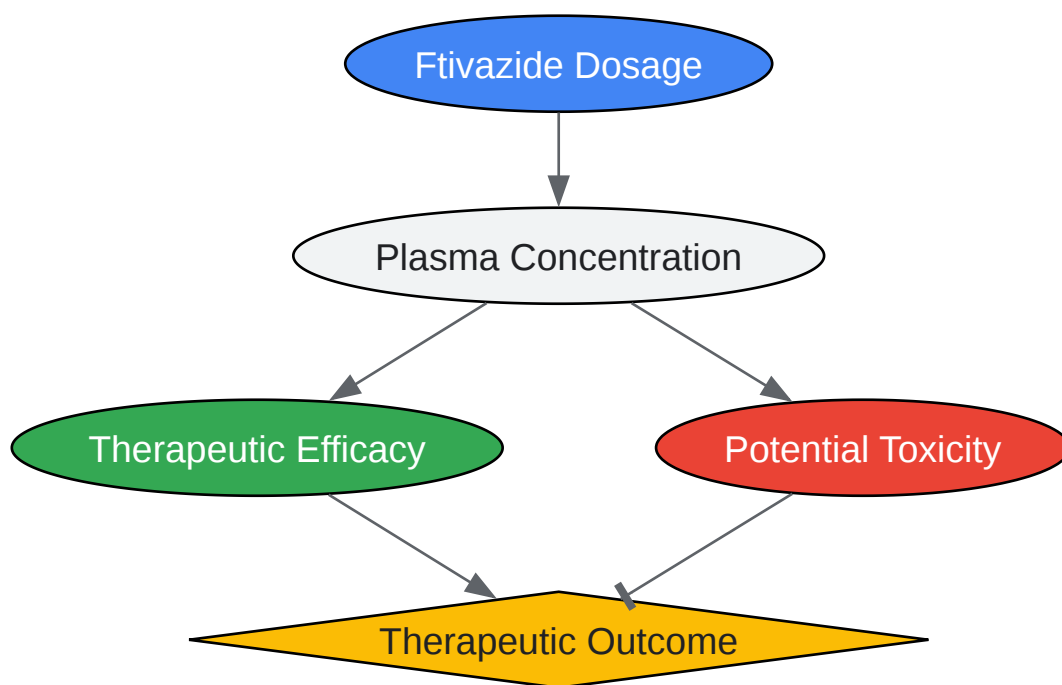 Ftivazide Dosage
Plasma Concentration
Therapeutic Efficacy
Potential Toxicity
Therapeutic Outcome